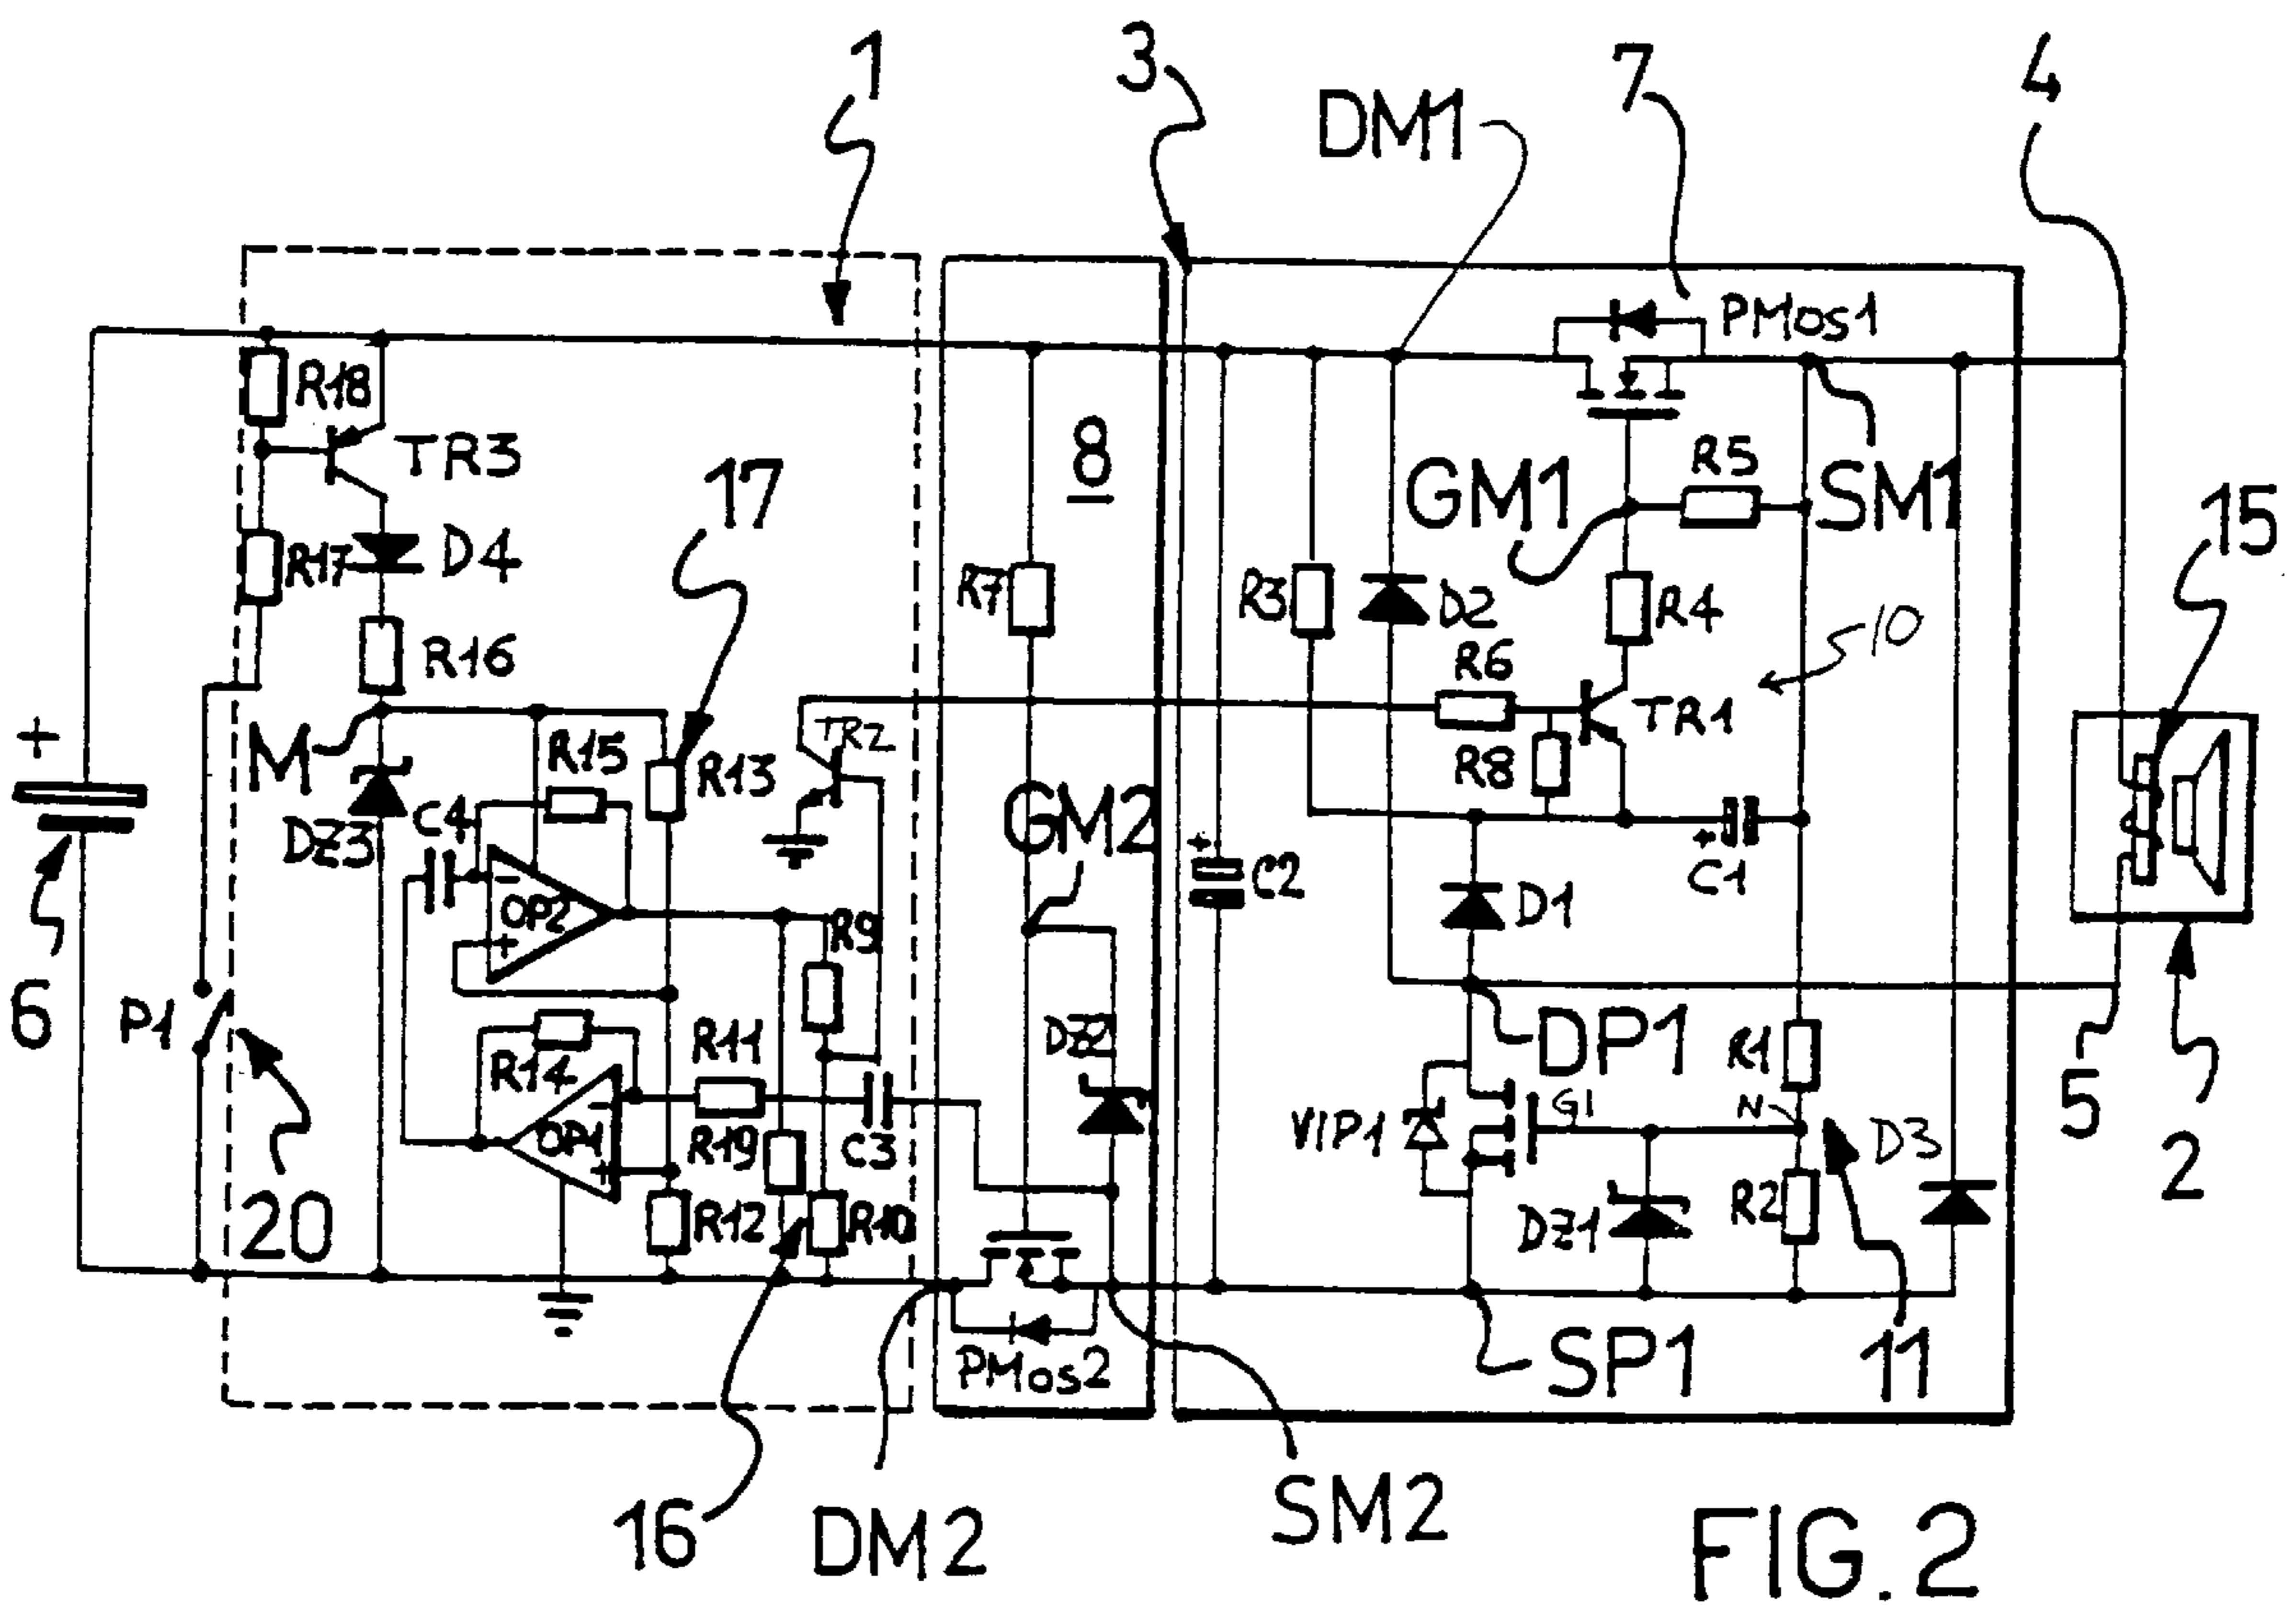 1
3
DM1
7
4
PMos1
R18
TR3
17
8
GM1
R5
SM1
15
R17
D4
R7
R3
D2
R4
10
R16
R6
TR1
+
M
R15
TR2
R13
R8
C4
DZ3
GM2
+
C2
+
C1
-
OP2
+
R9
D1
6
P1
DP1
R14
R11
DZ2
R1
5
-
OP1
+
R19
C3
VIP1
G1
N
D3
2
20
R12
R10
DZ1
R2
PMos2
SP1
11
16
DM2
SM2
FIG.2